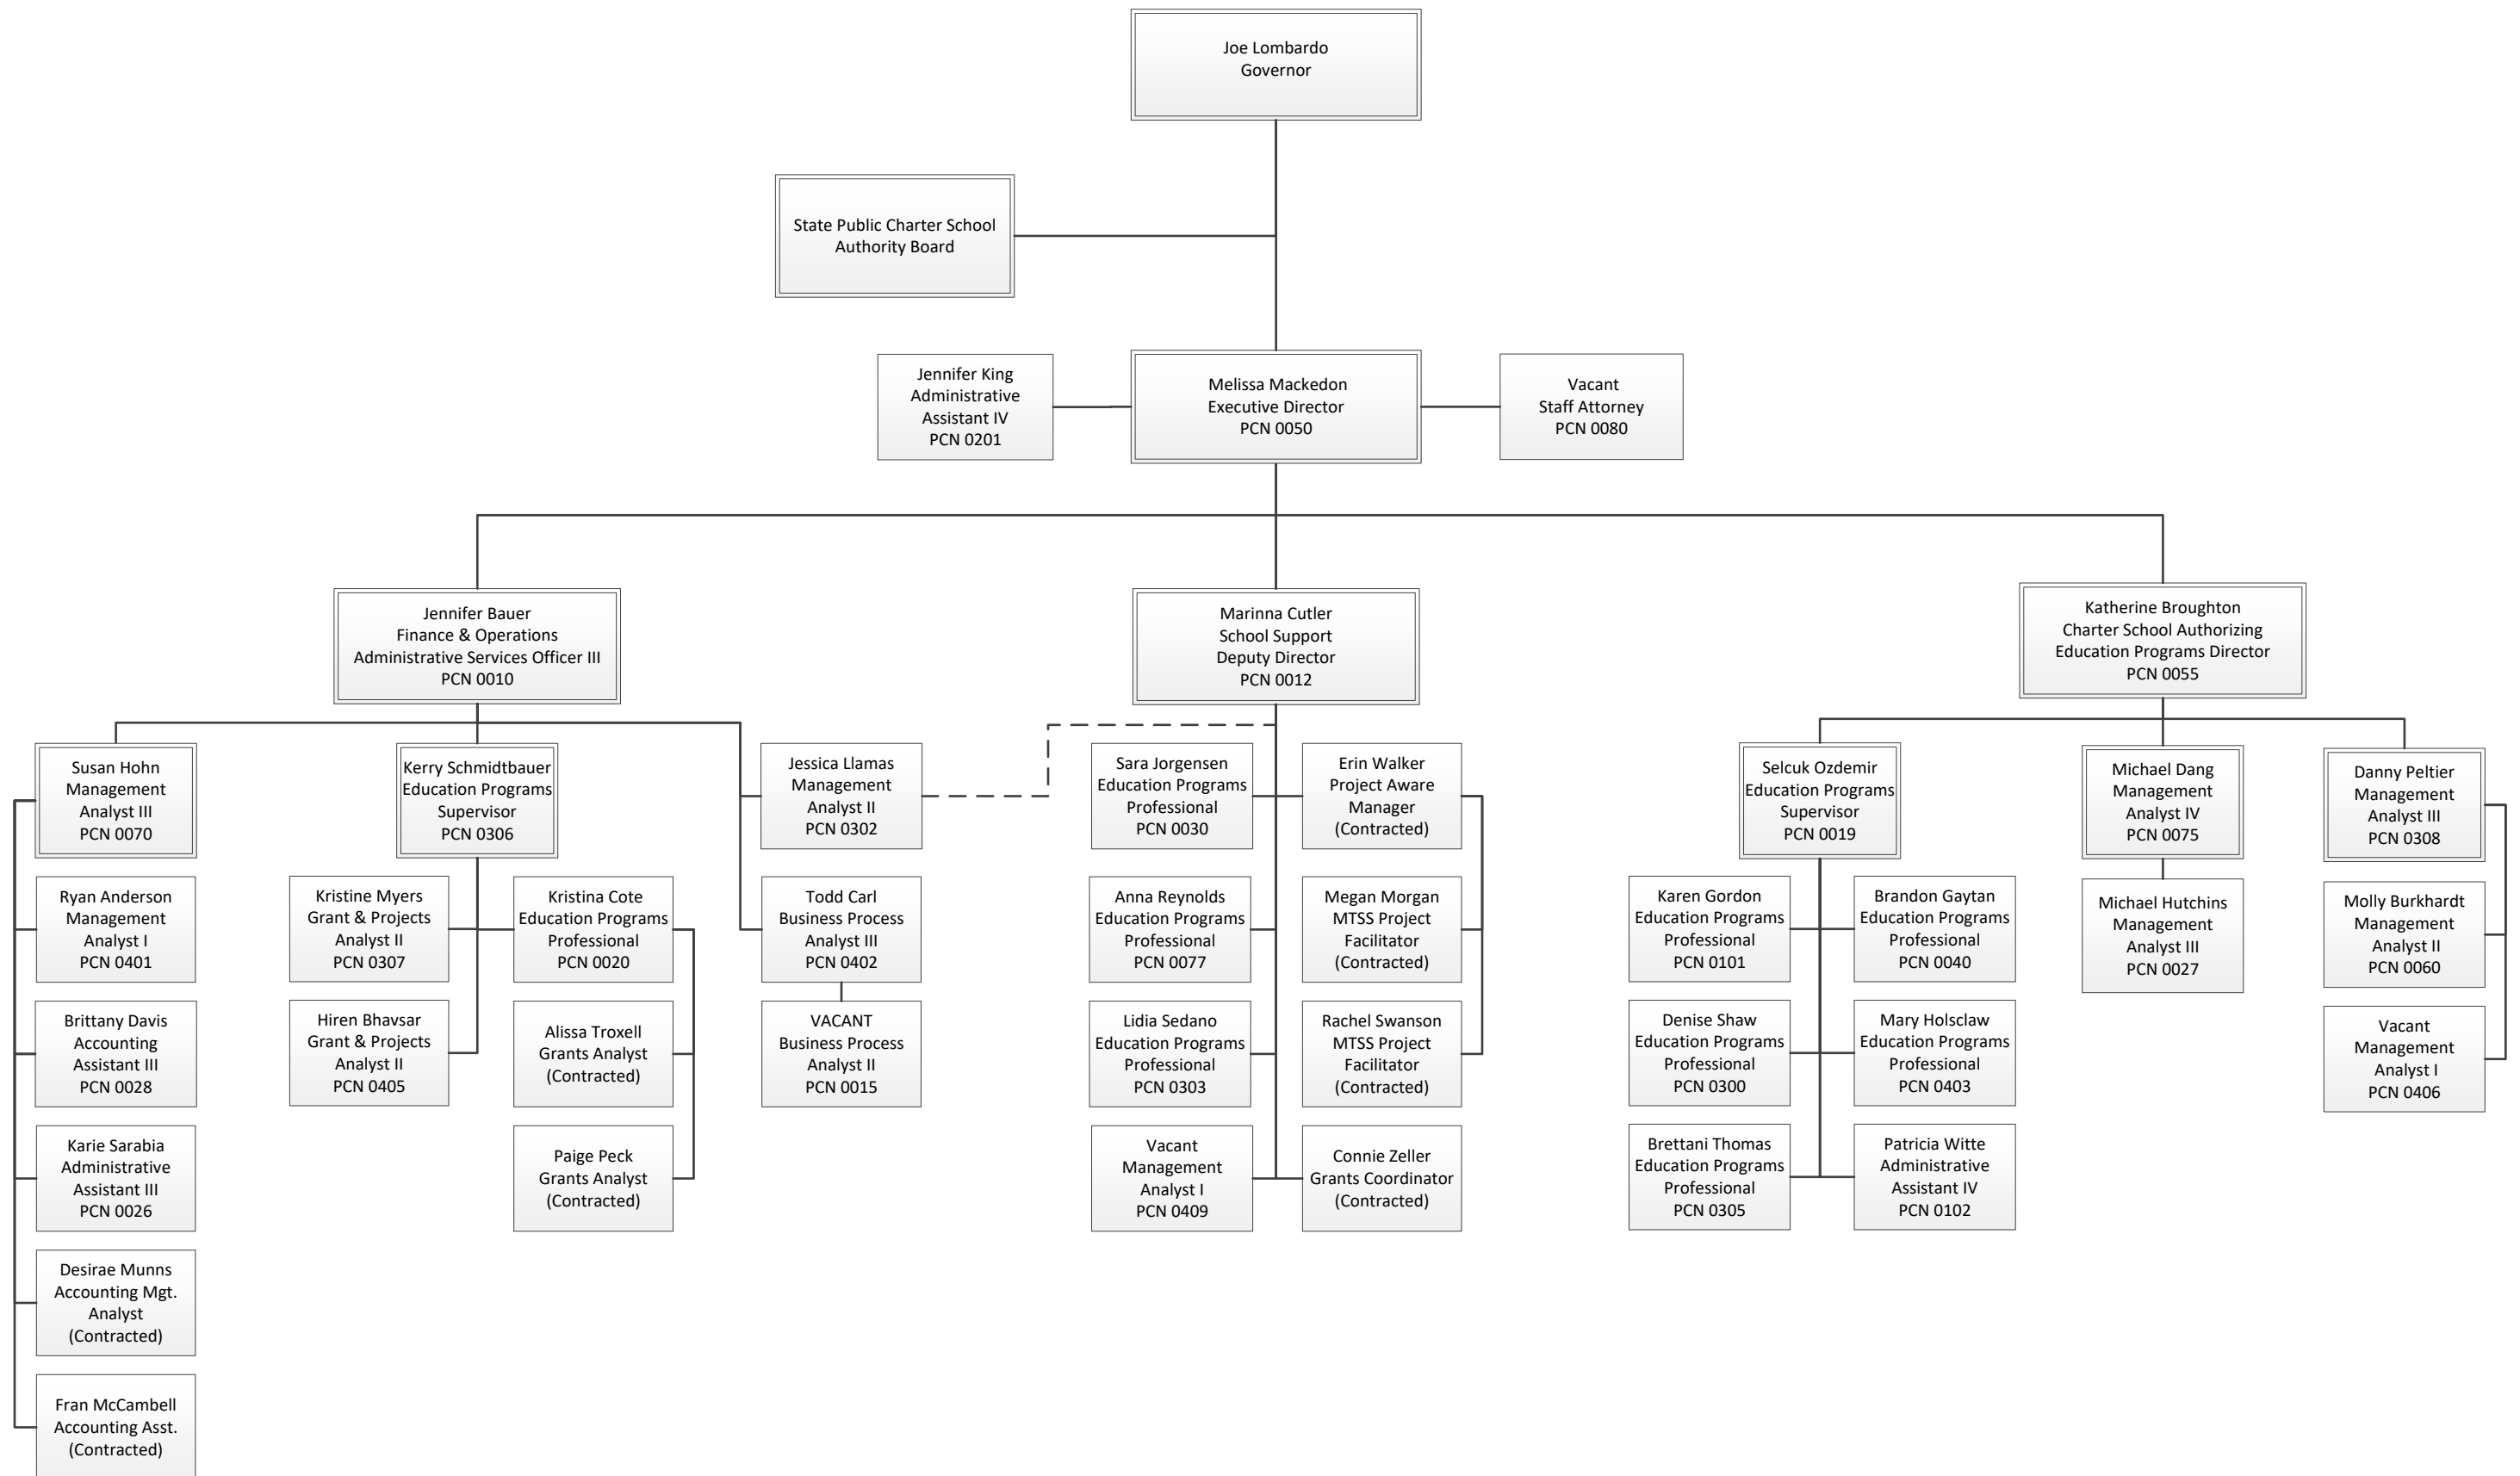 Joe Lombardo
Governor
State Public Charter School
Authority Board
Jennifer King
Administrative
Assistant IV
PCN 0201
Melissa Mackedon
Executive Director
PCN 0050
Vacant
Staff Attorney
PCN 0080
Jennifer Bauer
Finance & Operations
Administrative Services Officer III
PCN 0010
Marinna Cutler
School Support
Deputy Director
PCN 0012
Katherine Broughton
Charter School Authorizing
Education Programs Director
PCN 0055
Susan Hohn
Management
Analyst III
PCN 0070
Ryan Anderson
Management
Analyst I
PCN 0401
Brittany Davis
Accounting
Assistant III
PCN 0028
Karie Sarabia
Administrative
Assistant III
PCN 0026
Desirae Munns
Accounting Mgt.
Analyst
(Contracted)
Fran McCambell
Accounting Asst.
(Contracted)
Kerry Schmidtbauer
Education Programs
Supervisor
PCN 0306
Kristine Myers
Grant & Projects
Analyst II
PCN 0307
Hiren Bhavsar
Grant & Projects
Analyst II
PCN 0405
Kristina Cote
Education Programs
Professional
PCN 0020
Alissa Troxell
Grants Analyst
(Contracted)
Paige Peck
Grants Analyst
(Contracted)
Jessica Llamas
Management
Analyst II
PCN 0302
Todd Carl
Business Process
Analyst III
PCN 0402
VACANT
Business Process
Analyst II
PCN 0015
Sara Jorgensen
Education Programs
Professional
PCN 0030
Anna Reynolds
Education Programs
Professional
PCN 0077
Lidia Sedano
Education Programs
Professional
PCN 0303
Vacant
Management
Analyst I
PCN 0409
Erin Walker
Project Aware
Manager
(Contracted)
Megan Morgan
MTSS Project
Facilitator
(Contracted)
Rachel Swanson
MTSS Project
Facilitator
(Contracted)
Connie Zeller
Grants Coordinator
(Contracted)
Selcuk Ozdemir
Education Programs
Supervisor
PCN 0019
Karen Gordon
Education Programs
Professional
PCN 0101
Denise Shaw
Education Programs
Professional
PCN 0300
Brettani Thomas
Education Programs
Professional
PCN 0305
Brandon Gaytan
Education Programs
Professional
PCN 0040
Mary Holsclaw
Education Programs
Professional
PCN 0403
Patricia Witte
Administrative
Assistant IV
PCN 0102
Michael Dang
Management
Analyst IV
PCN 0075
Michael Hutchins
Management
Analyst III
PCN 0027
Danny Peltier
Management
Analyst III
PCN 0308
Molly Burkhardt
Management
Analyst II
PCN 0060
Vacant
Management
Analyst I
PCN 0406